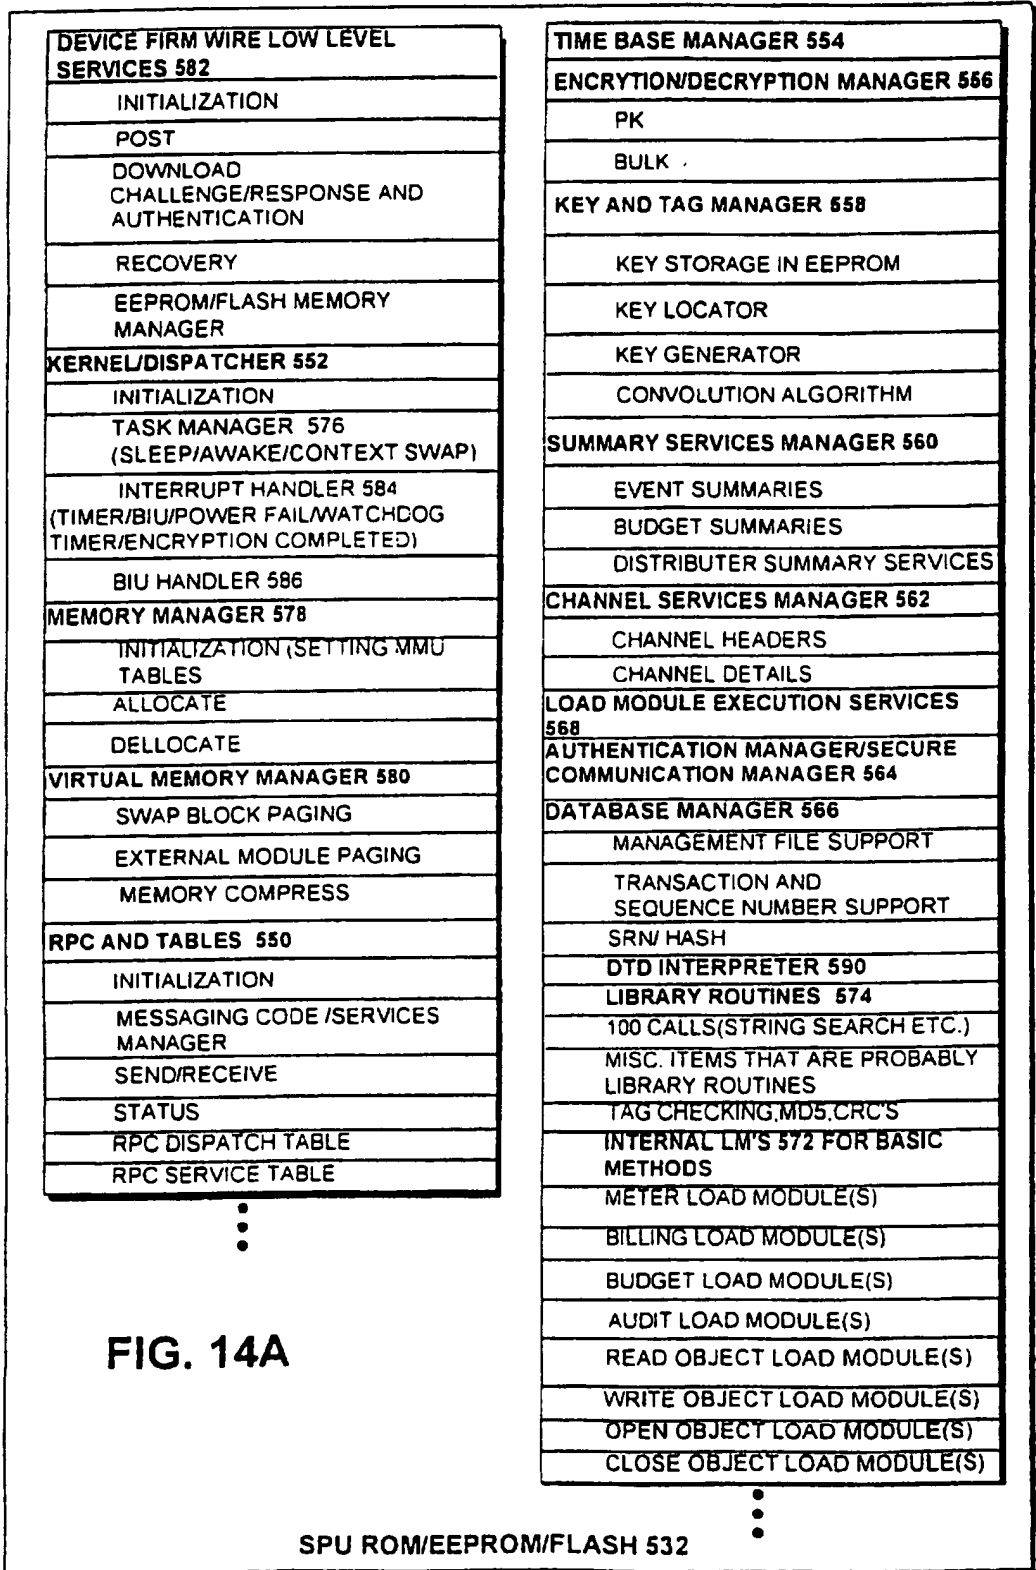 DEVICE FIRM WIRE LOW LEVEL
SERVICES 582
INITIALIZATION
POST
DOWNLOAD
CHALLENGE/RESPONSE AND
AUTHENTICATION
RECOVERY
EEPROM/FLASH MEMORY
MANAGER
KERNEL/DISPATCHER 552
INITIALIZATION
TASK MANAGER 576
(SLEEP/AWAKE/CONTEXT SWAP)
INTERRUPT HANDLER 584
(TIMER/BIU/POWER FAIL/WATCHDOG
TIMER/ENCRYPTION COMPLETED)
BIU HANDLER 586
MEMORY MANAGER 578
INITIALIZATION (SETTING MMU
TABLES
ALLOCATE
DELLOCATE
VIRTUAL MEMORY MANAGER 580
SWAP BLOCK PAGING
EXTERNAL MODULE PAGING
MEMORY COMPRESS
RPC AND TABLES 550
INITIALIZATION
MESSAGING CODE /SERVICES
MANAGER
SEND/RECEIVE
STATUS
RPC DISPATCH TABLE
RPC SERVICE TABLE
TIME BASE MANAGER 554
ENCRYTION/DECRYPTION MANAGER 556
PK
BULK
KEY AND TAG MANAGER 558
KEY STORAGE IN EEPROM
KEY LOCATOR
KEY GENERATOR
CONVOLUTION ALGORITHM
SUMMARY SERVICES MANAGER 560
EVENT SUMMARIES
BUDGET SUMMARIES
DISTRIBUTER SUMMARY SERVICES
CHANNEL SERVICES MANAGER 562
CHANNEL HEADERS
CHANNEL DETAILS
LOAD MODULE EXECUTION SERVICES
568
AUTHENTICATION MANAGER/SECURE
COMMUNICATION MANAGER 564
DATABASE MANAGER 566
MANAGEMENT FILE SUPPORT
TRANSACTION AND
SEQUENCE NUMBER SUPPORT
SRN/ HASH
DTD INTERPRETER 590
LIBRARY ROUTINES 574
100 CALLS(STRING SEARCH ETC.)
MISC. ITEMS THAT ARE PROBABLY
LIBRARY ROUTINES
TAG CHECKING,MD5,CRC'S
INTERNAL LM'S 572 FOR BASIC
METHODS
METER LOAD MODULE(S)
BILLING LOAD MODULE(S)
BUDGET LOAD MODULE(S)
AUDIT LOAD MODULE(S)
READ OBJECT LOAD MODULE(S)
WRITE OBJECT LOAD MODULE(S)
OPEN OBJECT LOAD MODULE(S)
CLOSE OBJECT LOAD MODULE(S)
FIG. 14A
SPU ROM/EEPROM/FLASH 532